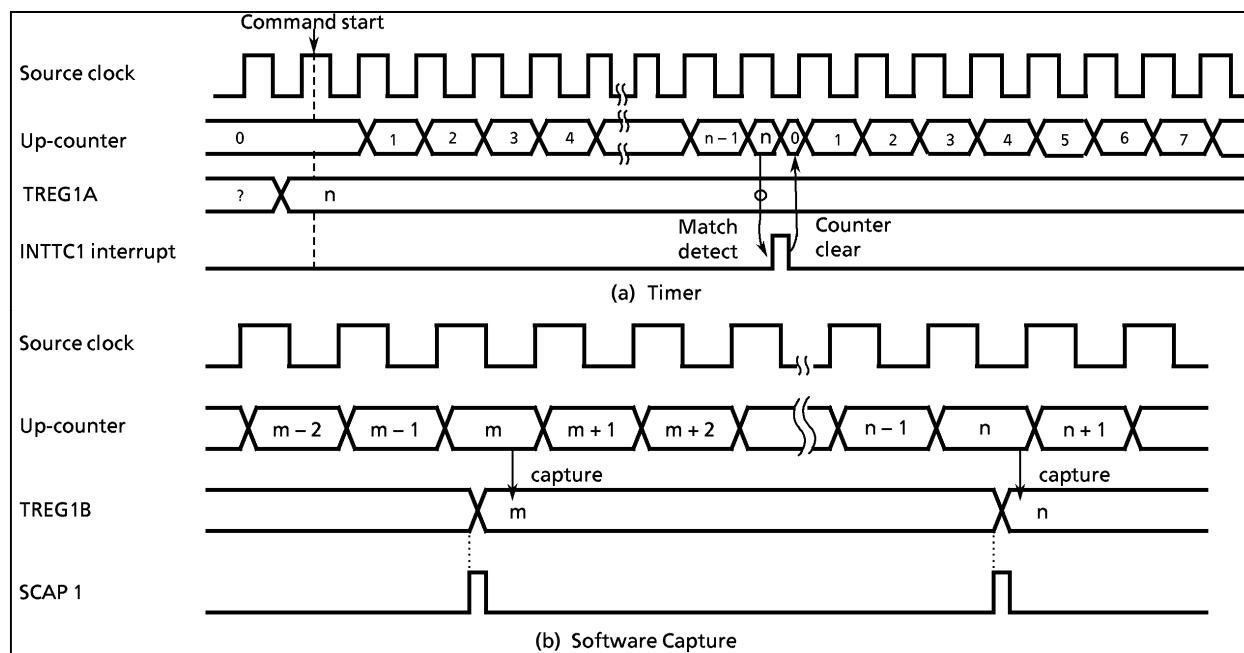 Command start
Source clock
Up-counter 0 1 2 3 4 n – 1 n 0 1 2 3 4 5 6 7
TREG1A ? n
Match detect
Counter clear
INTTC1 interrupt
(a) Timer
Source clock
Up-counter m – 2 m – 1 m m + 1 m + 2 n – 1 n n + 1
capture capture
TREG1B m n
SCAP 1
(b) Software Capture